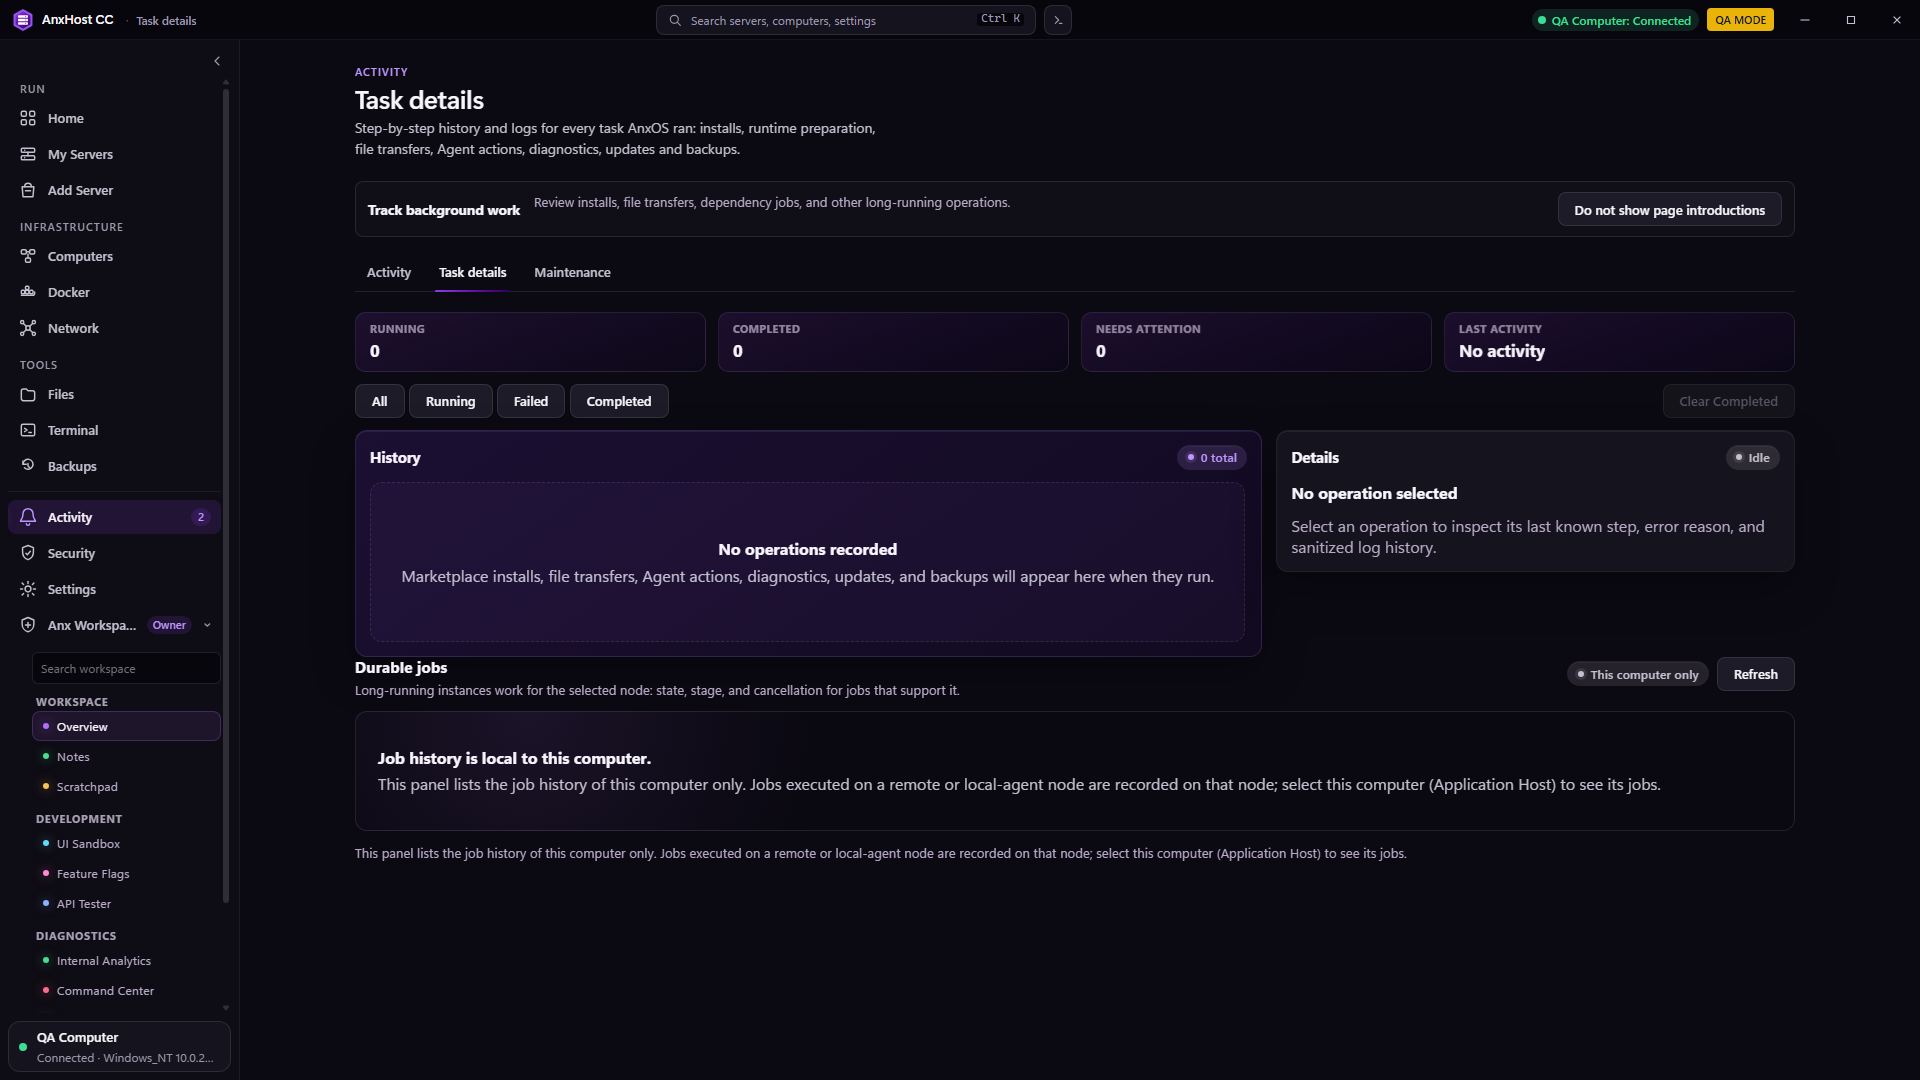 AnxHost CC · Task details
Search servers, computers, settings Ctrl K
QA Computer: Connected
QA MODE
RUN
Home
My Servers
Add Server
INFRASTRUCTURE
Computers
Docker
Network
TOOLS
Files
Terminal
Backups
Activity 2
Security
Settings
Anx Workspa... Owner
Search workspace
WORKSPACE
Overview
Notes
Scratchpad
DEVELOPMENT
UI Sandbox
Feature Flags
API Tester
DIAGNOSTICS
Internal Analytics
Command Center
QA Computer
Connected · Windows_NT 10.0.2...
ACTIVITY
Task details
Step-by-step history and logs for every task AnxOS ran: installs, runtime preparation,
file transfers, Agent actions, diagnostics, updates and backups.
Track background work Review installs, file transfers, dependency jobs, and other long-running operations.
Do not show page introductions
Activity Task details Maintenance
RUNNING
0
COMPLETED
0
NEEDS ATTENTION
0
LAST ACTIVITY
No activity
All Running Failed Completed
Clear Completed
History
0 total
No operations recorded
Marketplace installs, file transfers, Agent actions, diagnostics, updates, and backups will appear here when they run.
Details
Idle
No operation selected
Select an operation to inspect its last known step, error reason, and
sanitized log history.
Durable jobs
Long-running instances work for the selected node: state, stage, and cancellation for jobs that support it.
This computer only
Refresh
Job history is local to this computer.
This panel lists the job history of this computer only. Jobs executed on a remote or local-agent node are recorded on that node; select this computer (Application Host) to see its jobs.
This panel lists the job history of this computer only. Jobs executed on a remote or local-agent node are recorded on that node; select this computer (Application Host) to see its jobs.